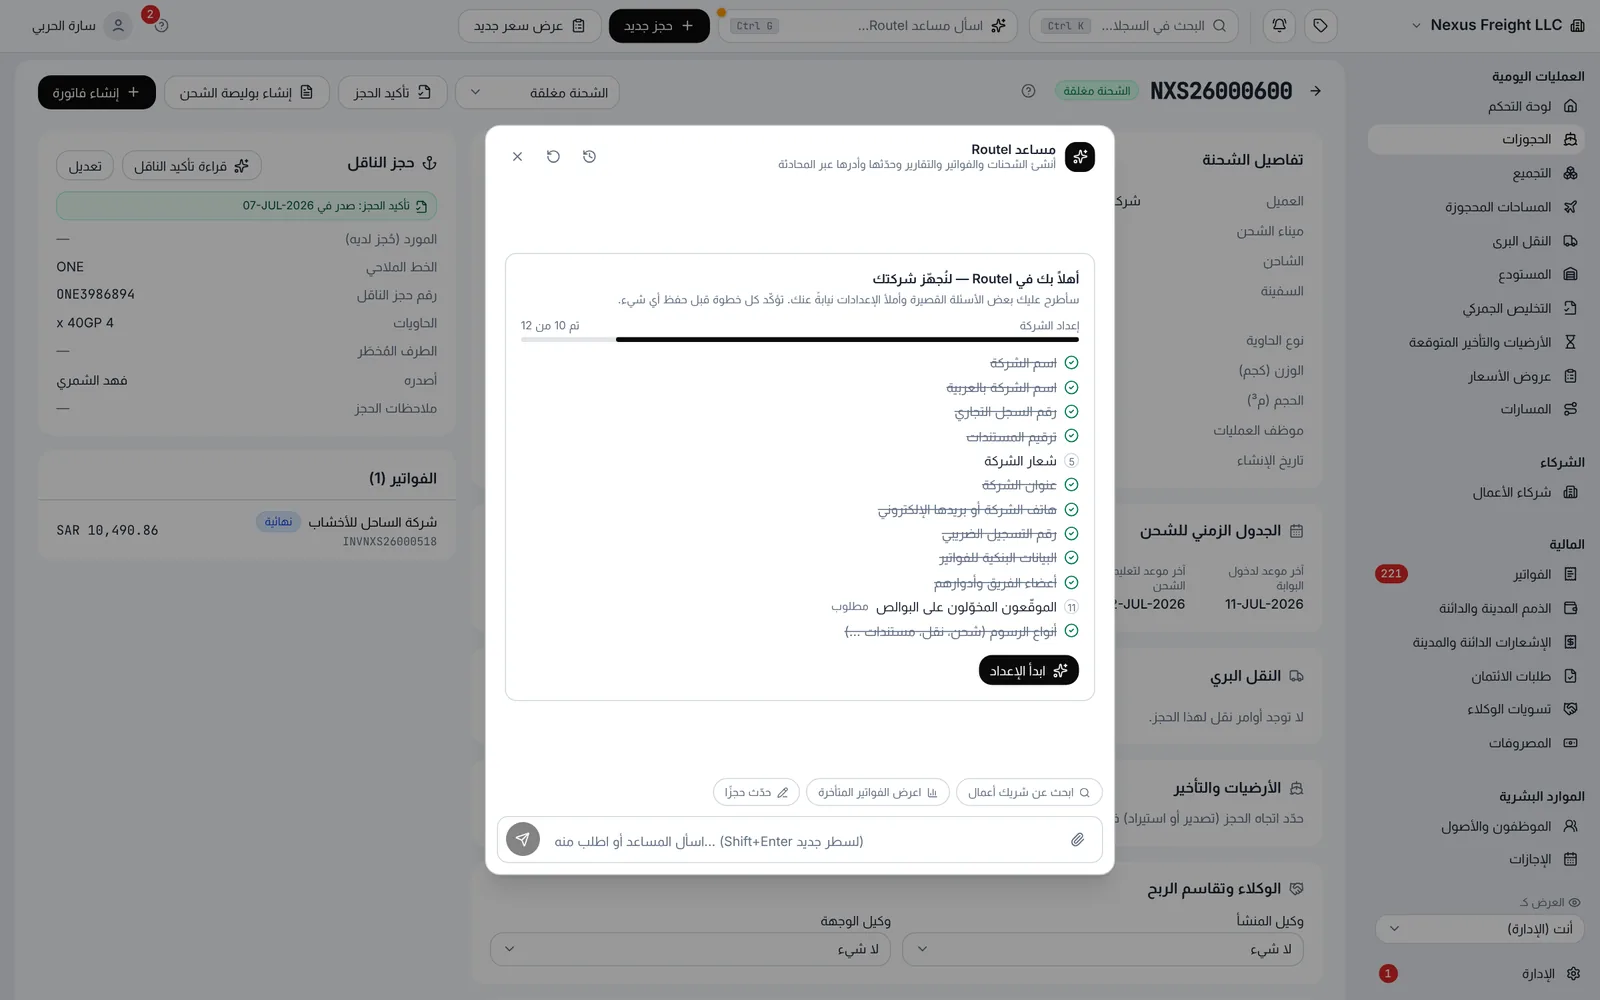 Nexus Freight LLC
البحث في السجلا... Ctrl K
اسأل مساعد Routel... Ctrl G
حجز جديد
عرض سعر جديد
2
سارة الحربي
العمليات اليومية
لوحة التحكم
الحجوزات
التجميع
المساحات المحجوزة
النقل البرى
المستودع
التخليص الجمركي
الأرضيات والتأخير المتوقعة
عروض الأسعار
المسارات
الشركاء
شركاء الأعمال
المالية
الفواتير 221
الذمم المدينة والدائنة
الإشعارات الدائنة والمدينة
طلبات الائتمان
تسويات الوكلاء
المصروفات
الموارد البشرية
الموظفون والأصول
الإجازات
العرض كـ
أنت (الإدارة)
الإدارة 1
NXS26000600 الشحنة مغلقة
الشحنة مغلقة
تأكيد الحجز
إنشاء بوليصة الشحن
إنشاء فاتورة
تفاصيل الشحنة
العميل
ميناء الشحن
الشاحن
السفينة
نوع الحاوية
الوزن (كجم)
الحجم (م³)
موظف العمليات
تاريخ الإنشاء
الجدول الزمني للشحن
آخر موعد لدخول البوابة
11-JUL-2026
الشحن
النقل البري
لا توجد أوامر نقل لهذا الحجز.
الأرضيات والتأخير
حدّد اتجاه الحجز (تصدير أو استيراد)
الوكلاء وتقاسم الربح
وكيل المنشأ
لا شيء
وكيل الوجهة
لا شيء
حجز الناقل
قراءة تأكيد الناقل
تعديل
تأكيد الحجز: صدر في 07-JUL-2026
المورد (حُجز لديه) —
الخط الملاحي ONE
رقم حجز الناقل ONE3986894
الحاويات 4 x 40GP
الطرف المُخطَر —
أصدره فهد الشمري
ملاحظات الحجز —
الفواتير (1)
شركة الساحل للأخشاب نهائية
INVNXS26000518
SAR 10,490.86
مساعد Routel
أنشئ الشحنات والفواتير والتقارير وحدّثها وأدرها عبر المحادثة
أهلاً بك في Routel — لنُجهّز شركتك
سأطرح عليك بعض الأسئلة القصيرة وأملأ الإعدادات نيابةً عنك. تؤكّد كل خطوة قبل حفظ أي شيء.
إعداد الشركة
تم 10 من 12
اسم الشركة
اسم الشركة بالعربية
رقم السجل التجاري
ترقيم المستندات
5 شعار الشركة
عنوان الشركة
هاتف الشركة أو بريدها الإلكتروني
رقم التسجيل الضريبي
البيانات البنكية للفواتير
أعضاء الفريق وأدوارهم
11 الموقّعون المخوّلون على البوالص مطلوب
أنواع الرسوم (شحن، نقل، مستندات ...)
ابدأ الإعداد
ابحث عن شريك أعمال
اعرض الفواتير المتأخرة
حدّث حجزًا
اسأل المساعد أو اطلب منه... (Shift+Enter لسطر جديد)